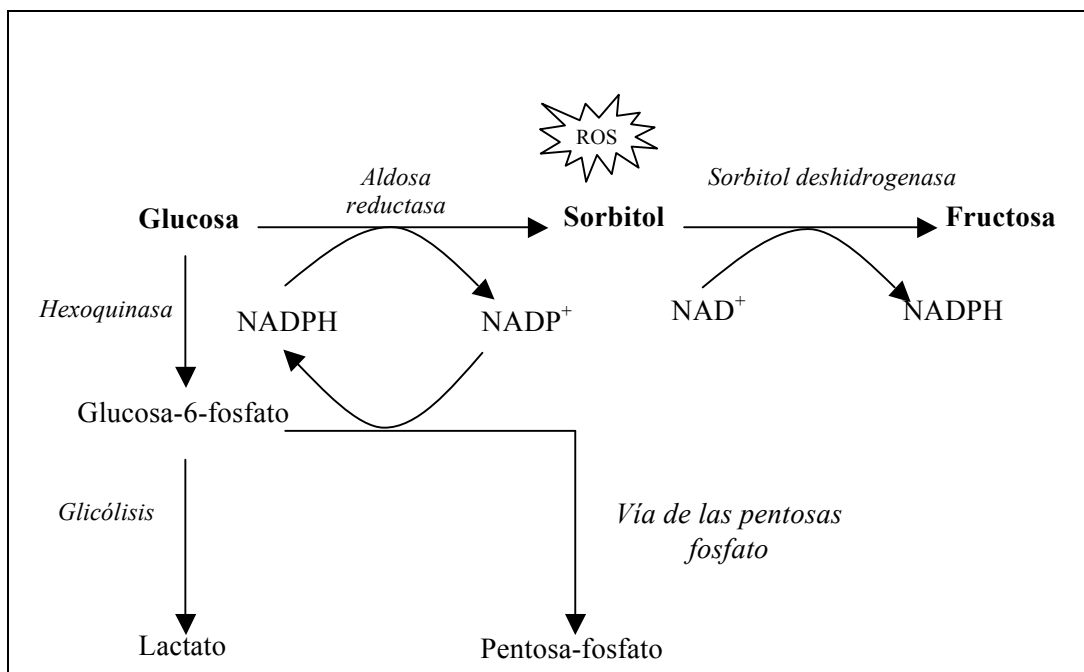 ROS
Aldosa
reductasa
Sorbitol deshidrogenasa
Glucosa
Sorbitol
Fructosa
Hexoquinasa
NADPH
NADP⁺
NAD⁺
NADPH
Glucosa-6-fosfato
Glicólisis
Vía de las pentosas
fosfato
Lactato
Pentosa-fosfato